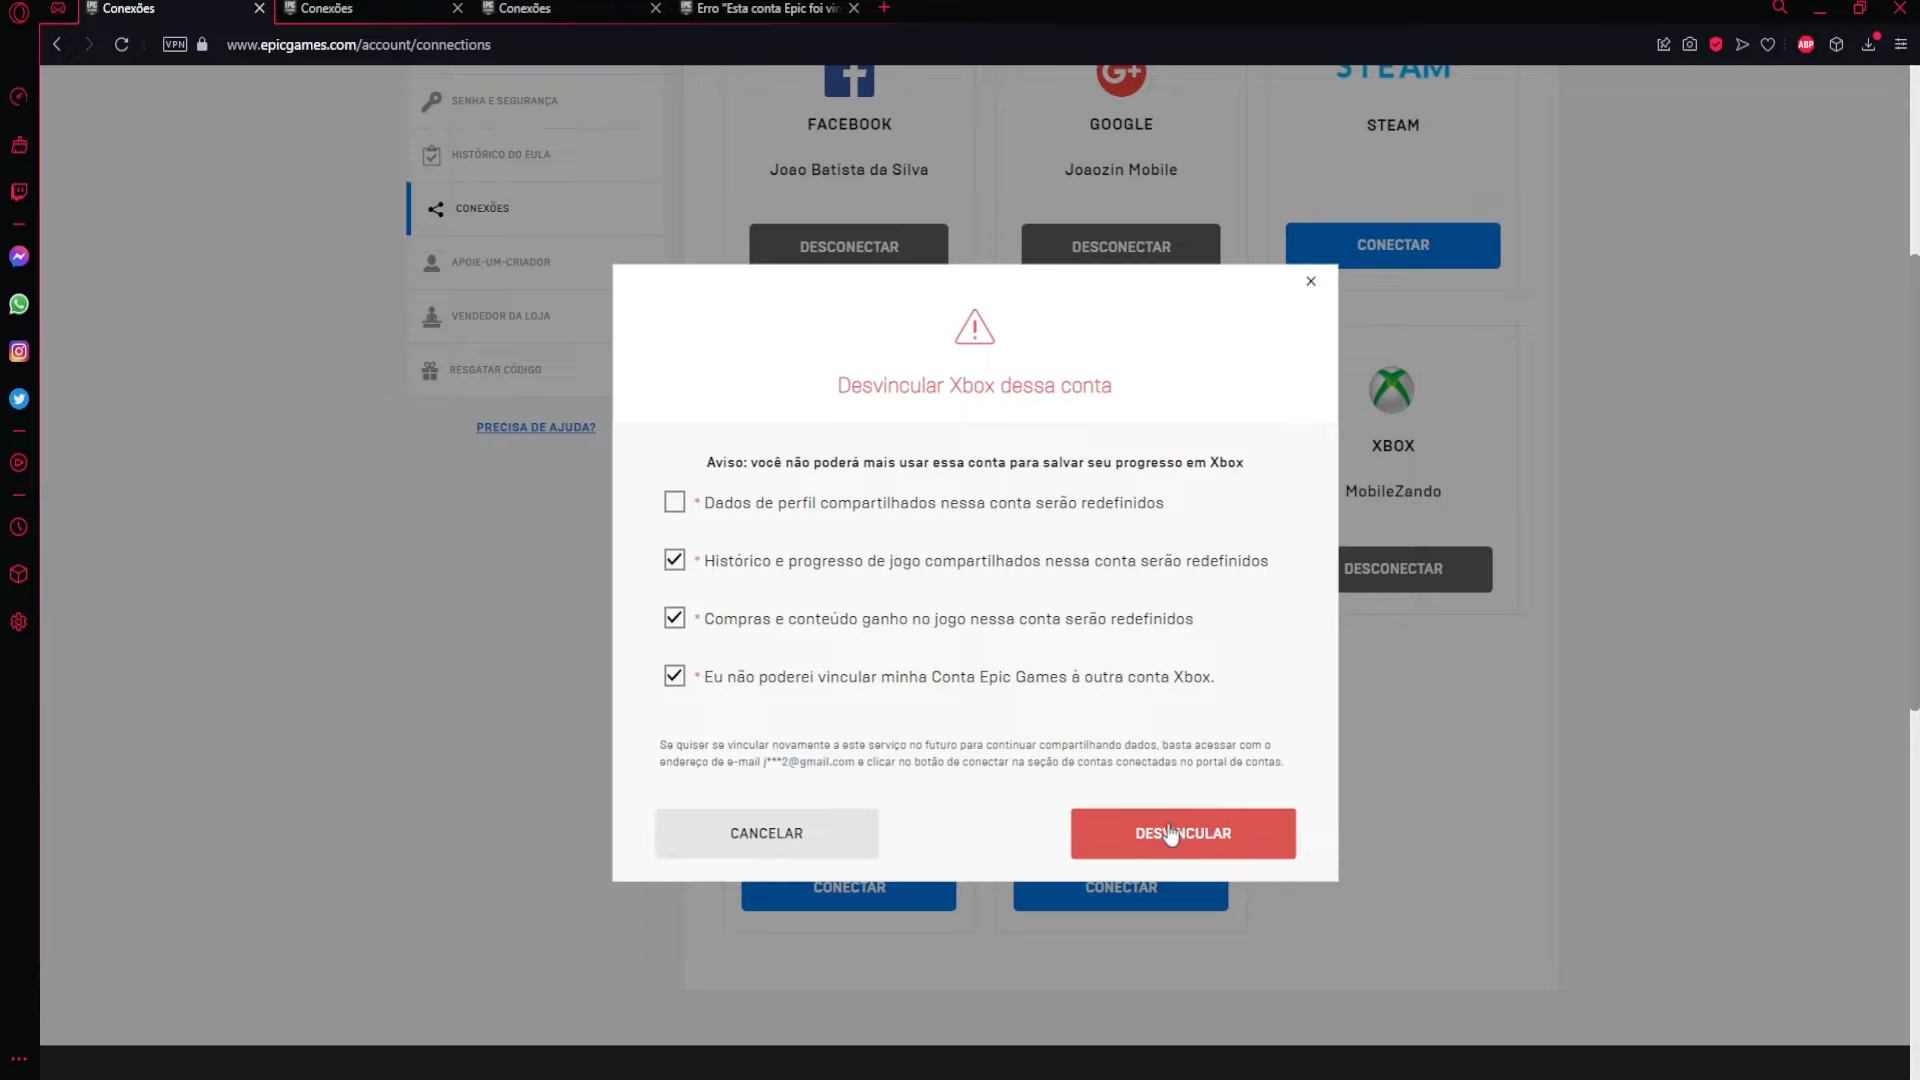 Conexões
Conexões
Conexões
Erro "Esta conta Epic foi vin
VPN
www.epicgames.com/account/connections
ABP
SENHA E SEGURANÇA
HISTÓRICO DO EULA
CONEXÕES
APOIE-UM-CRIADOR
VENDEDOR DA LOJA
RESGATAR CÓDIGO
PRECISA DE AJUDA?
G+
STEAM
FACEBOOK
GOOGLE
STEAM
Joao Batista da Silva
Joaozin Mobile
DESCONECTAR
DESCONECTAR
CONECTAR
XBOX
MobileZando
DESCONECTAR
Desvincular Xbox dessa conta
Aviso: você não poderá mais usar essa conta para salvar seu progresso em Xbox
* Dados de perfil compartilhados nessa conta serão redefinidos
* Histórico e progresso de jogo compartilhados nessa conta serão redefinidos
* Compras e conteúdo ganho no jogo nessa conta serão redefinidos
* Eu não poderei vincular minha Conta Epic Games à outra conta Xbox.
Se quiser se vincular novamente a este serviço no futuro para continuar compartilhando dados, basta acessar com o
endereço de e-mail j***2@gmail.com e clicar no botão de conectar na seção de contas conectadas no portal de contas.
CANCELAR
DESVINCULAR
CONECTAR
CONECTAR